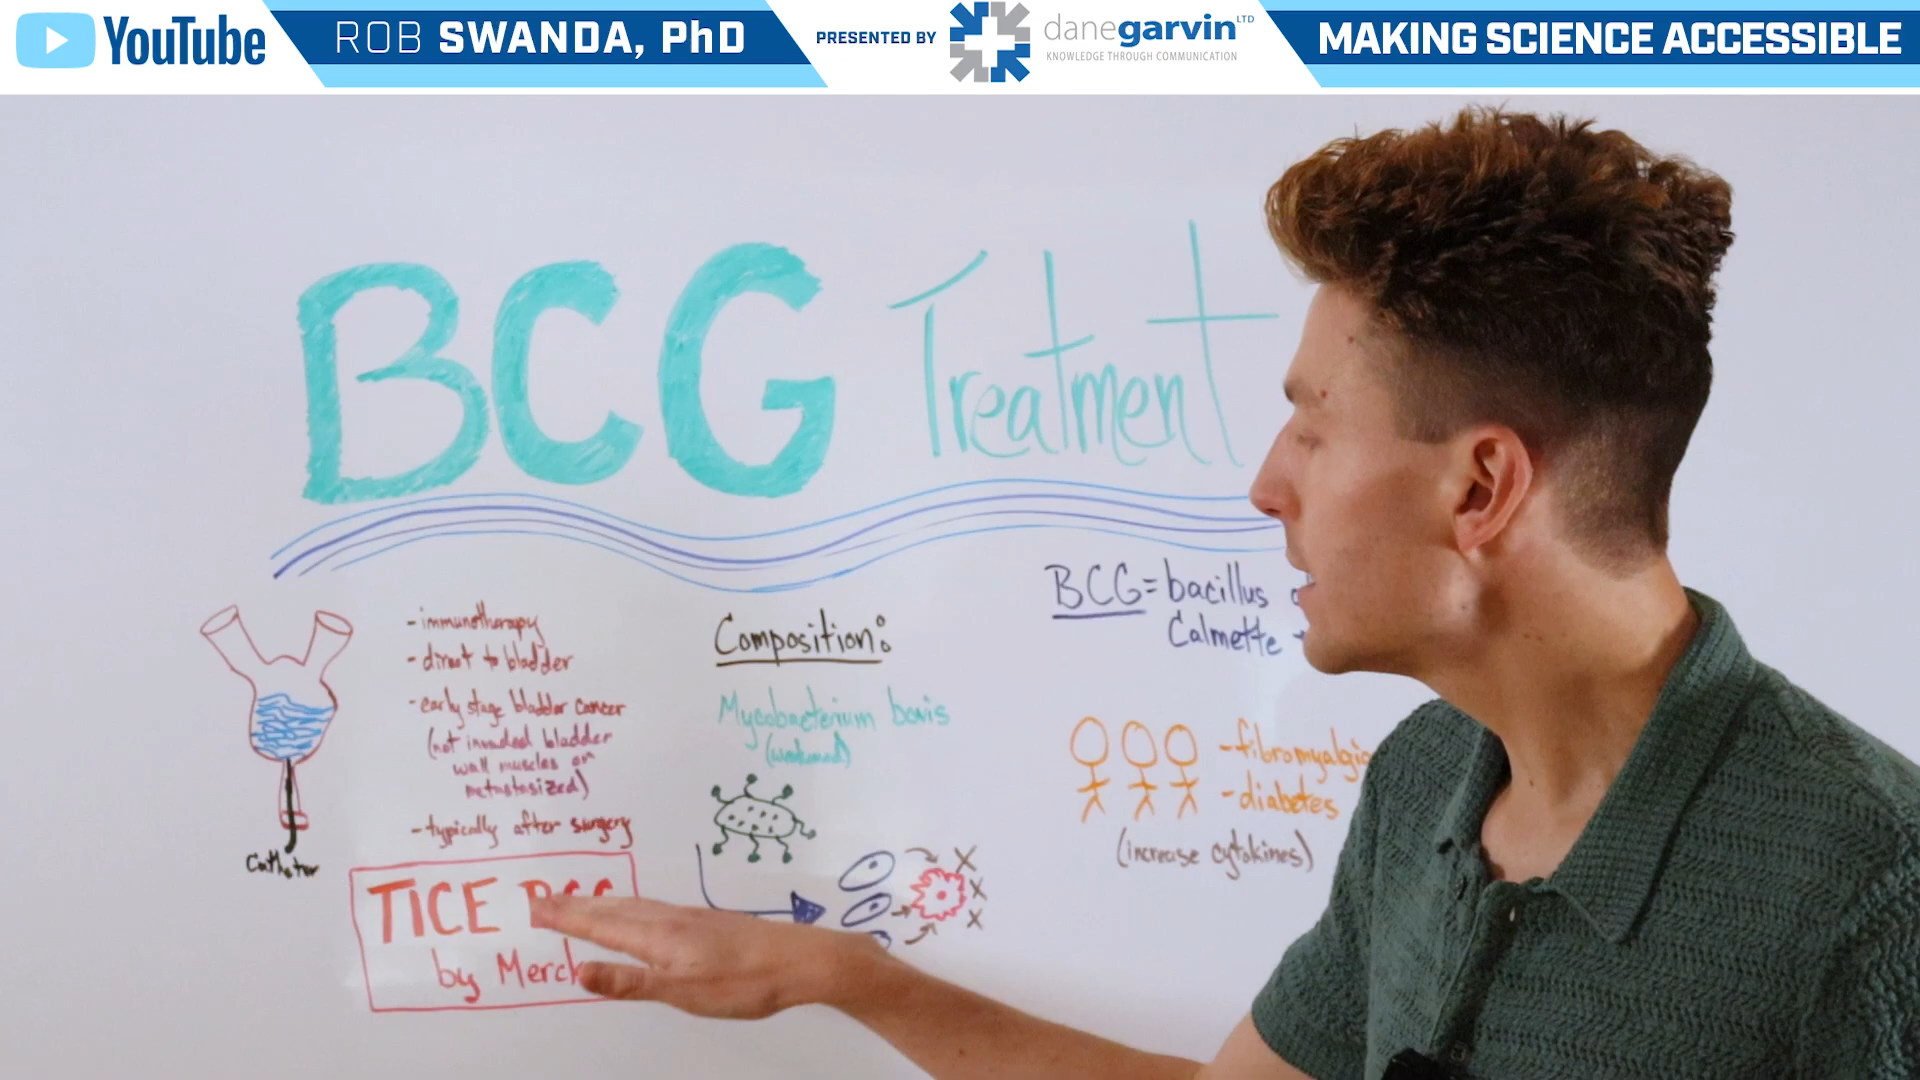 YouTube
ROB SWANDA, PhD
PRESENTED BY
danegarvin LTD
KNOWLEDGE THROUGH COMMUNICATION
MAKING SCIENCE ACCESSIBLE
BCG Treatment
- immunotherapy
- direct to bladder
- early stage bladder cancer
(not invaded bladder
wall muscles or
metastasized)
- typically after surgery
Catheter
TICE BCG
by Merck
Composition:
Mycobacterium bovis
(weakened)
BCG = bacillus
Calmette -
- fibromyalgia
- diabetes
(increase cytokines)